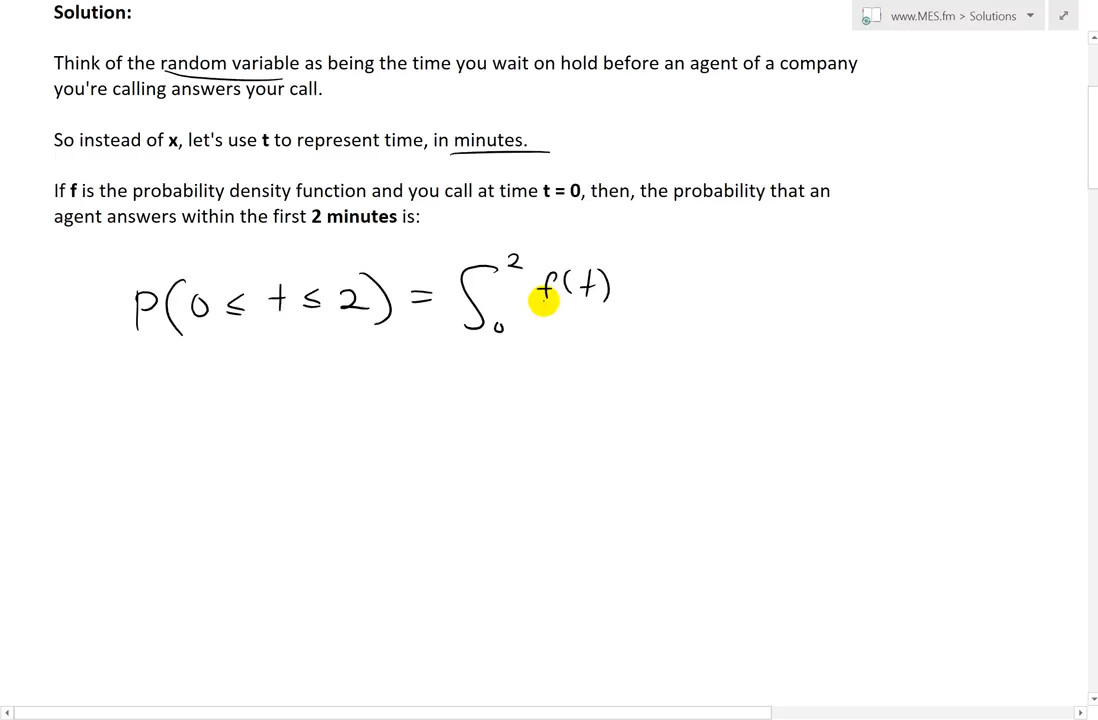 Solution:
www.MES.fm > Solutions
Think of the random variable as being the time you wait on hold before an agent of a company
you're calling answers your call.
So instead of x, let's use t to represent time, in minutes.
If f is the probability density function and you call at time t = 0, then, the probability that an
agent answers within the first 2 minutes is:
P(0 ≤ t ≤ 2) = ∫₀² f(t)